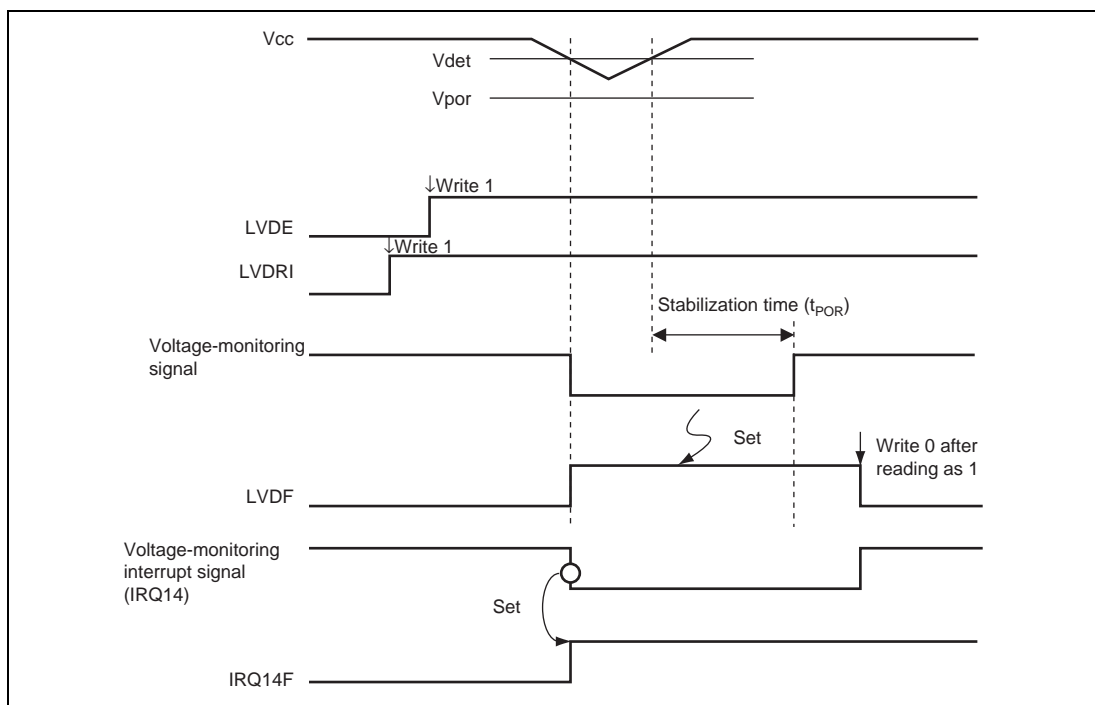 Vcc
Vdet
Vpor
↓Write 1
LVDE
↓Write 1
LVDRI
Stabilization time (tPOR)
Voltage-monitoring
signal
Set
Write 0 after
reading as 1
LVDF
Voltage-monitoring
interrupt signal
(IRQ14)
Set
IRQ14F